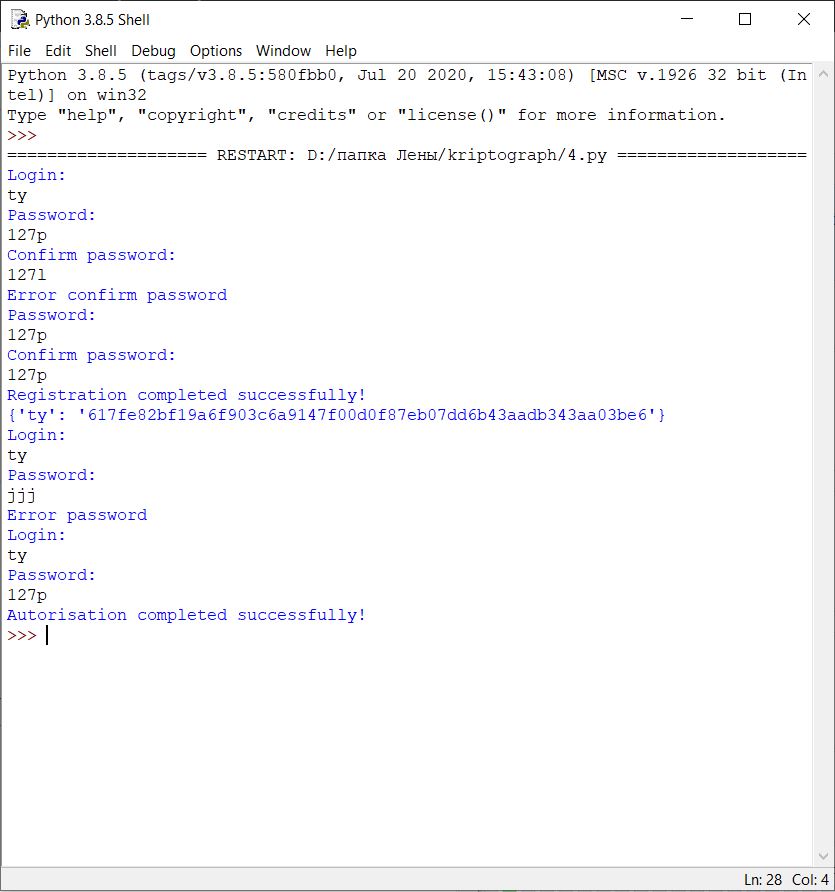 Python 3.8.5 Shell
File Edit Shell Debug Options Window Help
Python 3.8.5 (tags/v3.8.5:580fbb0, Jul 20 2020, 15:43:08) [MSC v.1926 32 bit (In
tel)] on win32
Type "help", "copyright", "credits" or "license()" for more information.
>>>
==================== RESTART: D:/папка Лены/kriptograph/4.py ===================
Login:
ty
Password:
127p
Confirm password:
127l
Error confirm password
Password:
127p
Confirm password:
127p
Registration completed successfully!
{'ty': '617fe82bf19a6f903c6a9147f00d0f87eb07dd6b43aadb343aa03be6'}
Login:
ty
Password:
jjj
Error password
Login:
ty
Password:
127p
Autorisation completed successfully!
>>>
Ln: 28 Col: 4